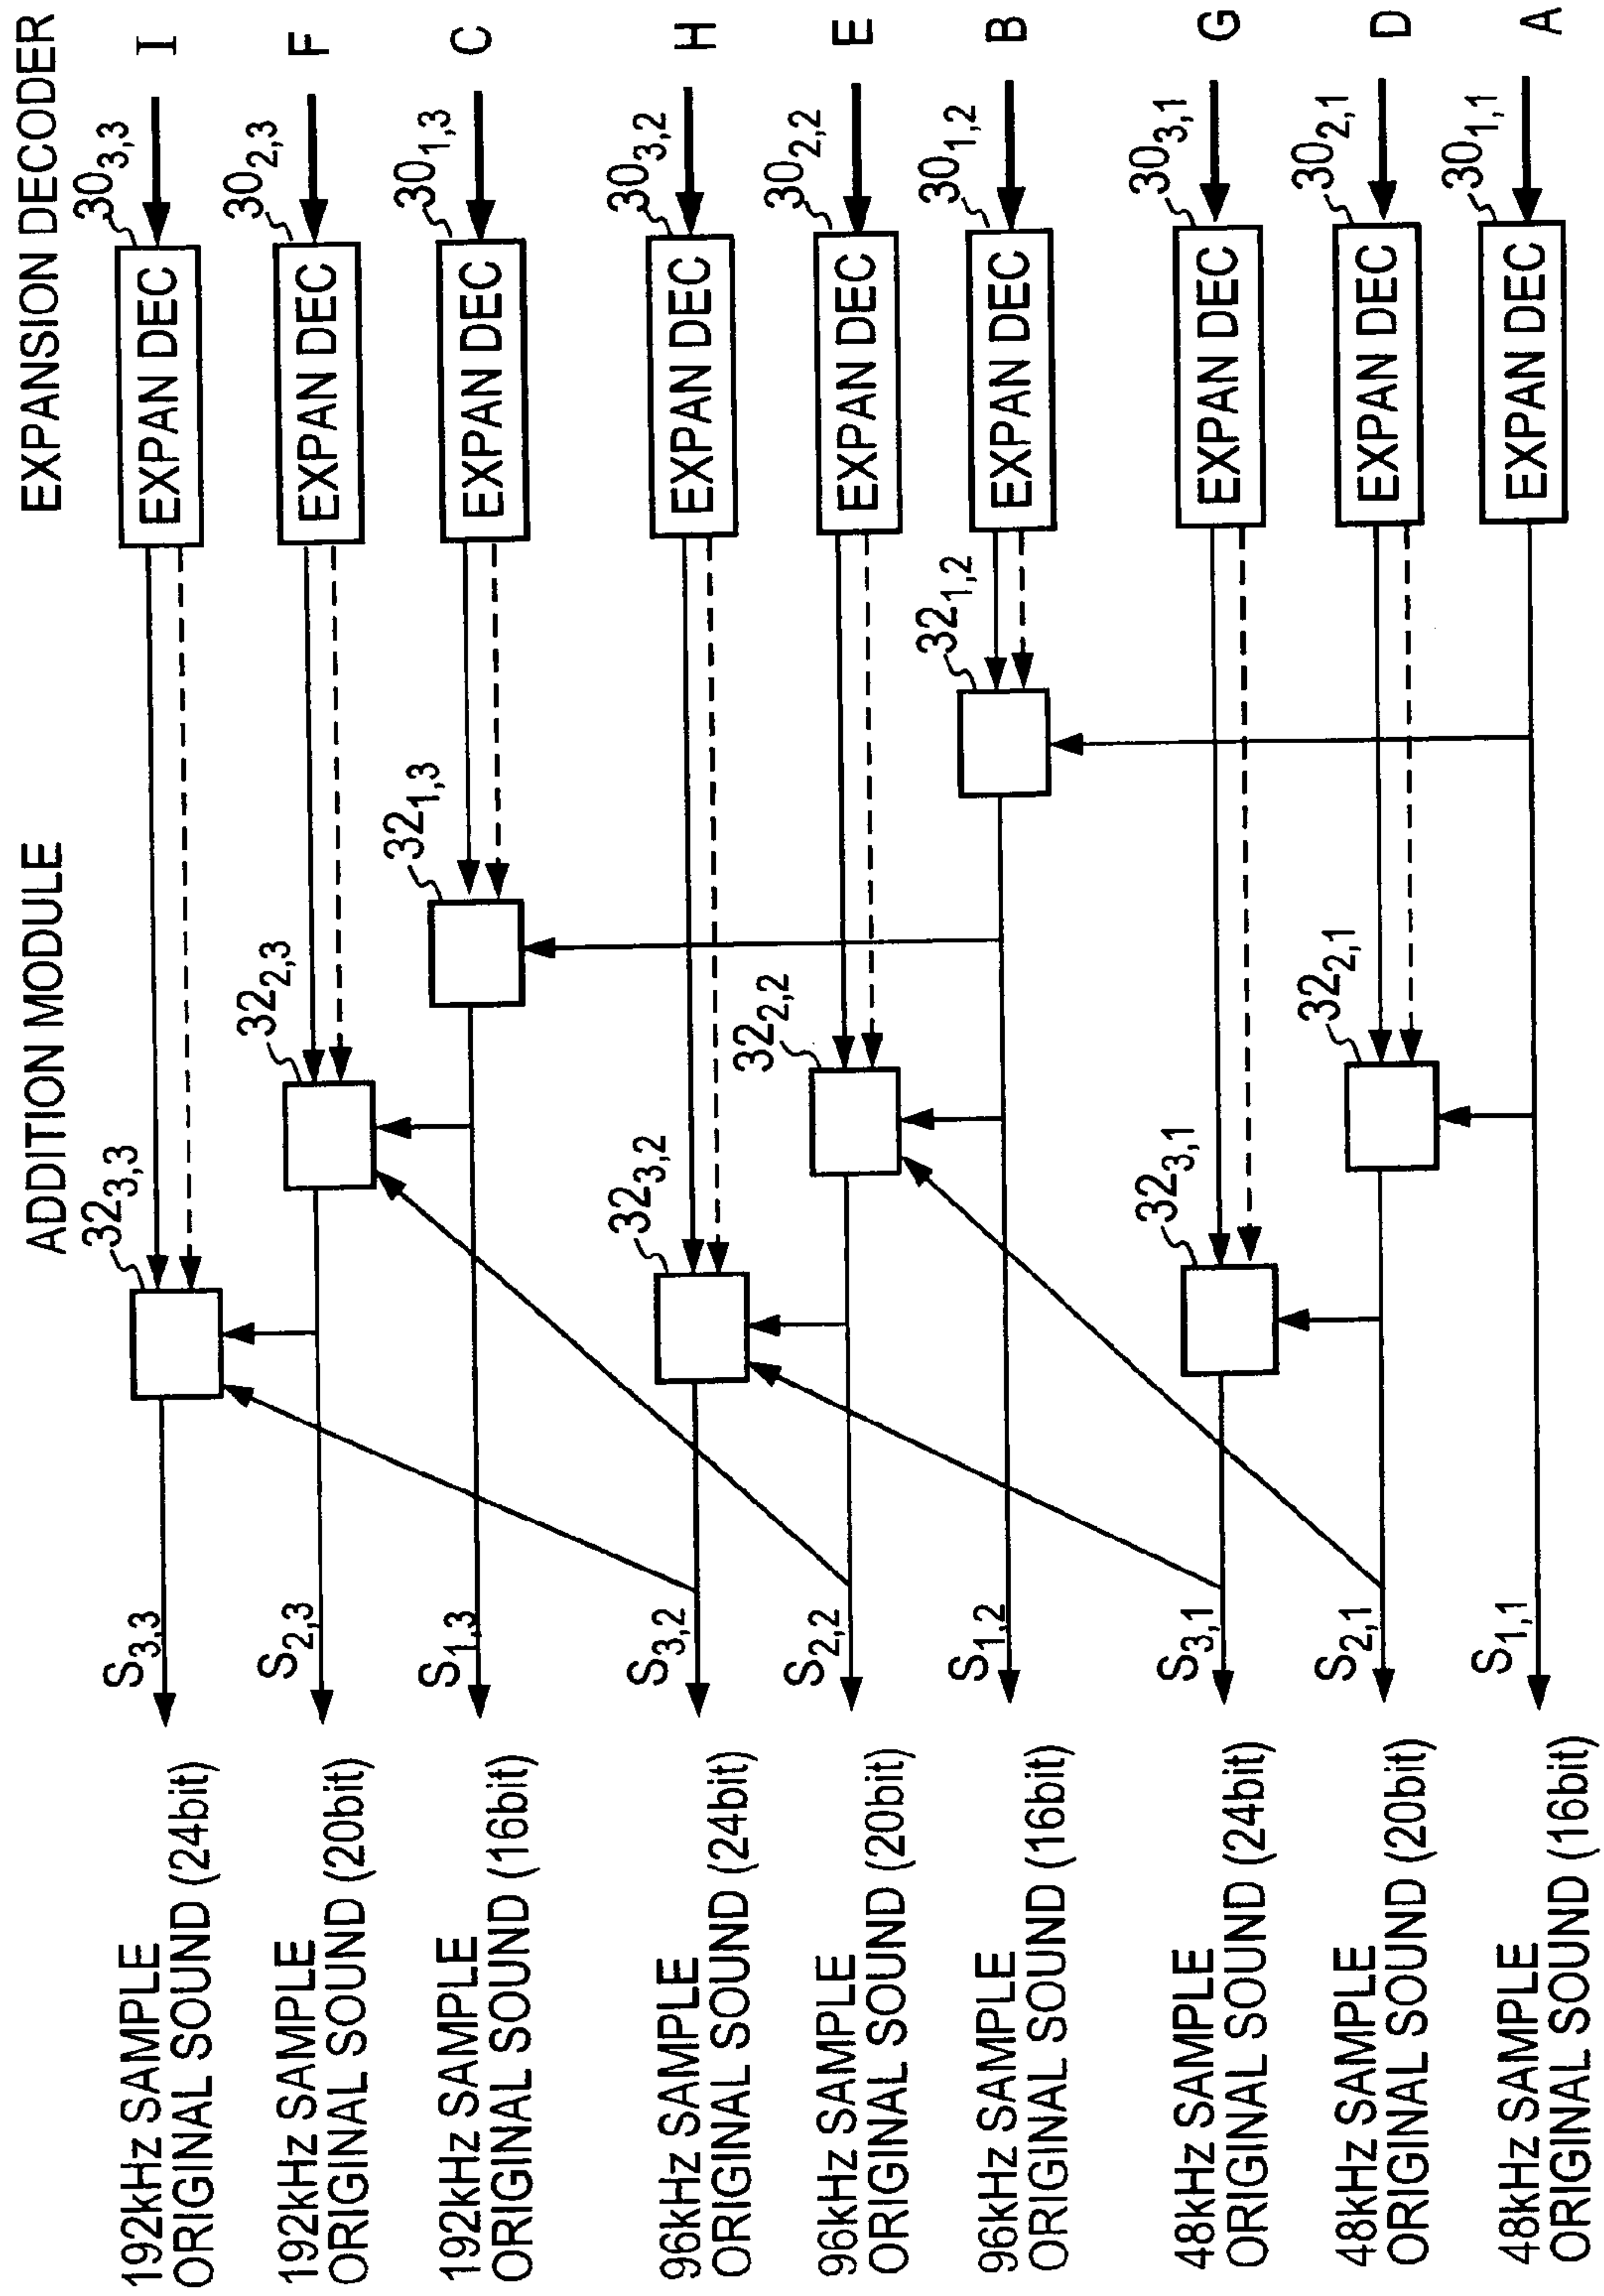 EXPANSION DECODER
ADDITION MODULE
I
30₃,₃
EXPAN DEC
32₃,₃
S₃,₃
192kHz SAMPLE
ORIGINAL SOUND (24bit)
F
30₂,₃
EXPAN DEC
32₂,₃
S₂,₃
192kHz SAMPLE
ORIGINAL SOUND (20bit)
C
30₁,₃
EXPAN DEC
32₁,₃
S₁,₃
192kHz SAMPLE
ORIGINAL SOUND (16bit)
H
30₃,₂
EXPAN DEC
32₃,₂
S₃,₂
96kHz SAMPLE
ORIGINAL SOUND (24bit)
E
30₂,₂
EXPAN DEC
32₂,₂
S₂,₂
96kHz SAMPLE
ORIGINAL SOUND (20bit)
B
30₁,₂
EXPAN DEC
32₁,₂
S₁,₂
96kHz SAMPLE
ORIGINAL SOUND (16bit)
G
30₃,₁
EXPAN DEC
32₃,₁
S₃,₁
48kHz SAMPLE
ORIGINAL SOUND (24bit)
D
30₂,₁
EXPAN DEC
32₂,₁
S₂,₁
48kHz SAMPLE
ORIGINAL SOUND (20bit)
A
30₁,₁
EXPAN DEC
S₁,₁
48kHz SAMPLE
ORIGINAL SOUND (16bit)